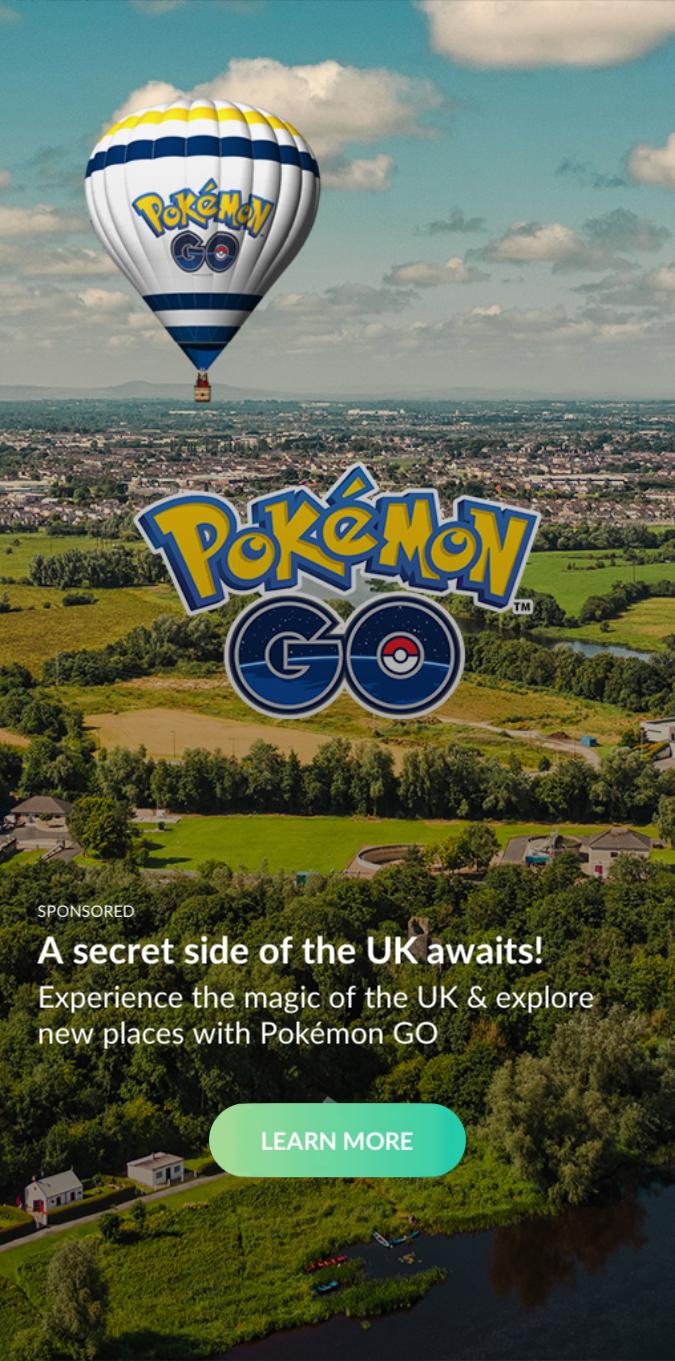 POKéMON
GO
POKéMON
TM
GO
SPONSORED
A secret side of the UK awaits!
Experience the magic of the UK & explore
new places with Pokémon GO
LEARN MORE